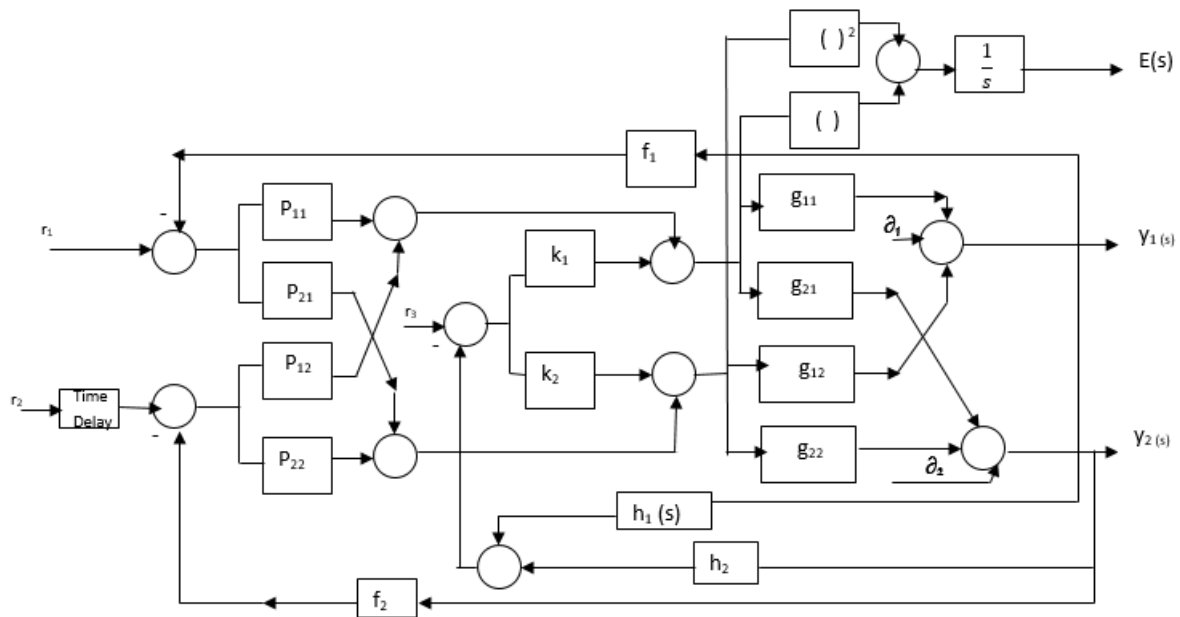 ( ) ²
1
s
E(s)
( )
f₁
-
P₁₁
g₁₁
r₁
∂₁
y₁ (s)
k₁
P₂₁
g₂₁
r₃
-
P₁₂
k₂
g₁₂
r₂
Time
Delay
-
P₂₂
g₂₂
y₂ (s)
∂₂
h₁ (s)
h₂
f₂